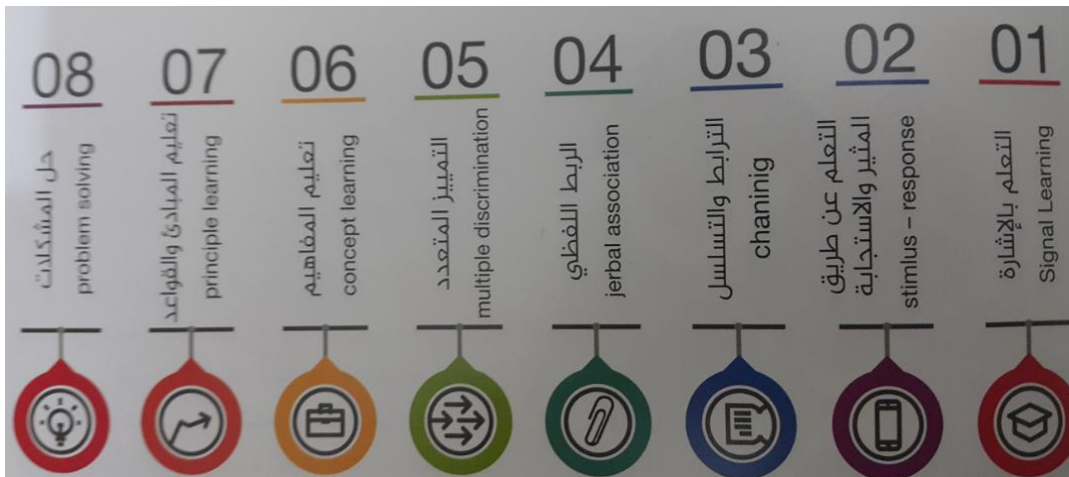 01
التعلم بالإشارة
Signal Learning
02
التعلم عن طريق
المثير والاستجابة
stimlus – response
03
الترابط والتسلسل
chaninig
04
الربط اللفظي
jerbal association
05
التمييز المتعدد
multiple discrimination
06
تعليم المفاهيم
concept learning
07
تعليم المبادئ والقواعد
principle learning
08
حل المشكلات
problem solving